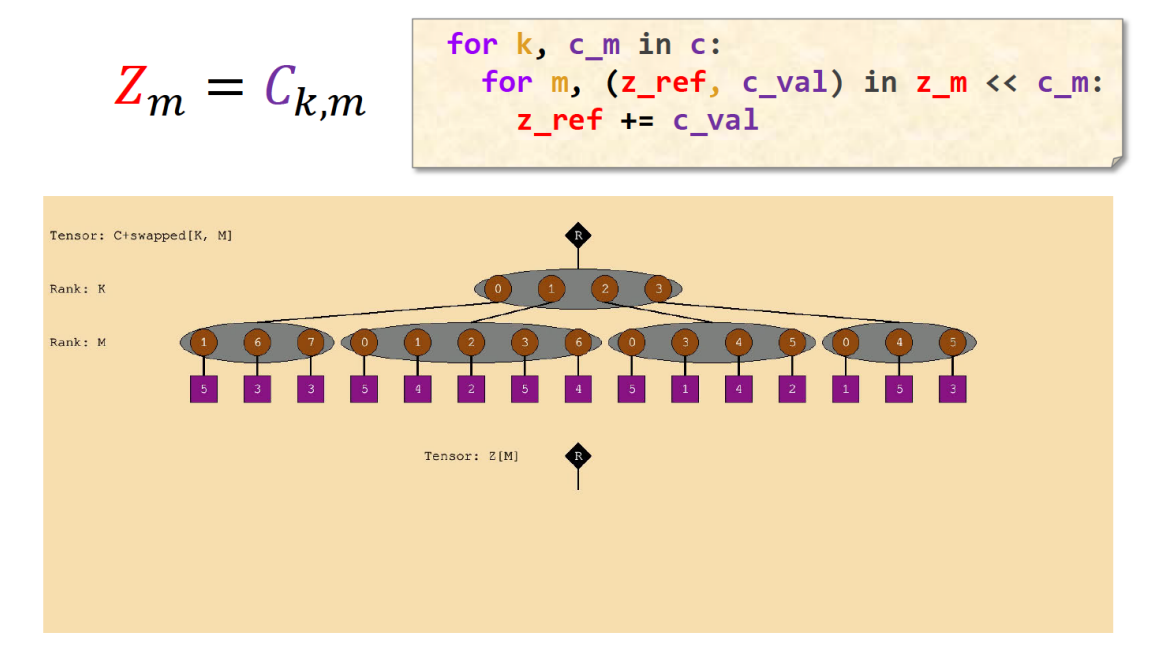 Z_m = C_{k,m}
for k, c_m in c:
for m, (z_ref, c_val) in z_m << c_m:
z_ref += c_val
Tensor: C+swapped[K, M]
R
Rank: K
0 1 2 3
Rank: M
1 6 7 0 1 2 3 6 0 3 4 5 0 4 5
5 3 3 5 4 2 5 4 5 1 4 2 1 5 3
Tensor: Z[M]
R